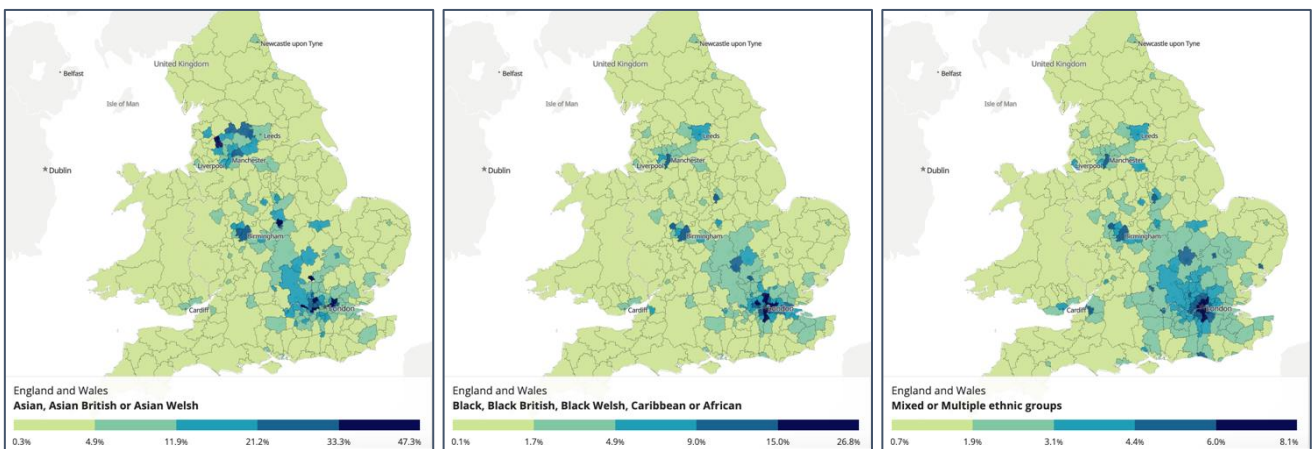 Newcastle upon Tyne
United Kingdom
Belfast
Isle of Man
Leeds
Liverpool
Manchester
Dublin
Birmingham
Cardiff
London
England and Wales
Asian, Asian British or Asian Welsh
0.3% 4.9% 11.9% 21.2% 33.3% 47.3%
Newcastle upon Tyne
United Kingdom
Belfast
Isle of Man
Leeds
Liverpool
Manchester
Dublin
Birmingham
Cardiff
London
England and Wales
Black, Black British, Black Welsh, Caribbean or African
0.1% 1.7% 4.9% 9.0% 15.0% 26.8%
Newcastle upon Tyne
United Kingdom
Belfast
Isle of Man
Leeds
Liverpool
Manchester
Dublin
Birmingham
Cardiff
London
England and Wales
Mixed or Multiple ethnic groups
0.7% 1.9% 3.1% 4.4% 6.0% 8.1%